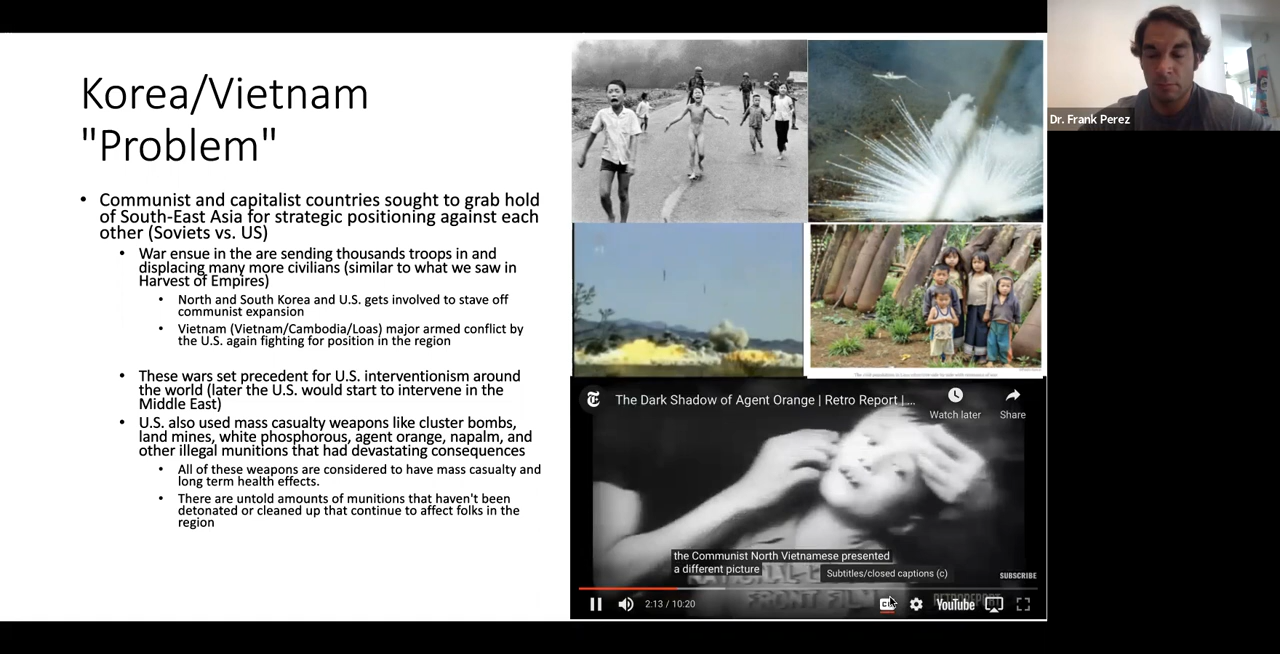 Korea/Vietnam
"Problem"
• Communist and capitalist countries sought to grab hold
of South-East Asia for strategic positioning against each
other (Soviets vs. US)
• War ensue in the are sending thousands troops in and
displacing many more civilians (similar to what we saw in
Harvest of Empires)
• North and South Korea and U.S. gets involved to stave off
communist expansion
• Vietnam (Vietnam/Cambodia/Loas) major armed conflict by
the U.S. again fighting for position in the region
• These wars set precedent for U.S. interventionism around
the world (later the U.S. would start to intervene in the
Middle East)
• U.S. also used mass casualty weapons like cluster bombs,
land mines, white phosphorous, agent orange, napalm, and
other illegal munitions that had devastating consequences
• All of these weapons are considered to have mass casualty and
long term health effects.
• There are untold amounts of munitions that haven't been
detonated or cleaned up that continue to affect folks in the
region
The Dark Shadow of Agent Orange | Retro Report |...
Watch later
Share
the Communist North Vietnamese presented
a different picture
Subtitles/closed captions (c)
SUBSCRIBE
FRONT FILM
2:13 / 10:20
CC
YouTube
Dr. Frank Perez